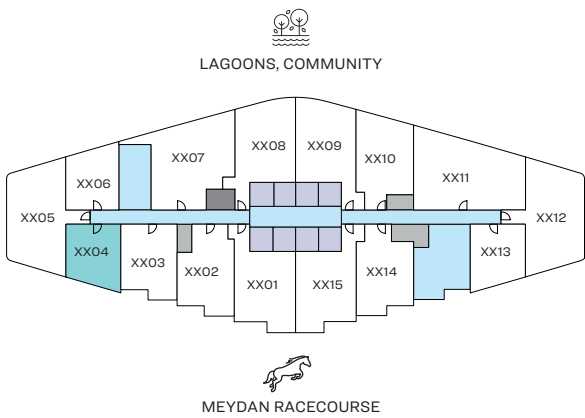 LAGOONS, COMMUNITY
XX08 XX09
XX07 XX10
XX06 XX11
XX05 XX12
XX04 XX13
XX03 XX14
XX02
XX01 XX15
MEYDAN RACECOURSE